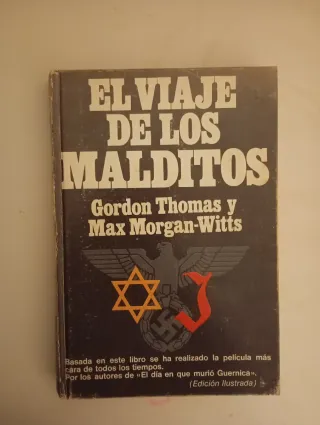 EL VIAJE
DE LOS
MALDITOS
Gordon Thomas y
Max Morgan-Witts
J
Basada en este libro se ha realizado la película más
cara de todos los tiempos.
Por los autores de «El día en que murió Guernica».
(Edición Ilustrada)